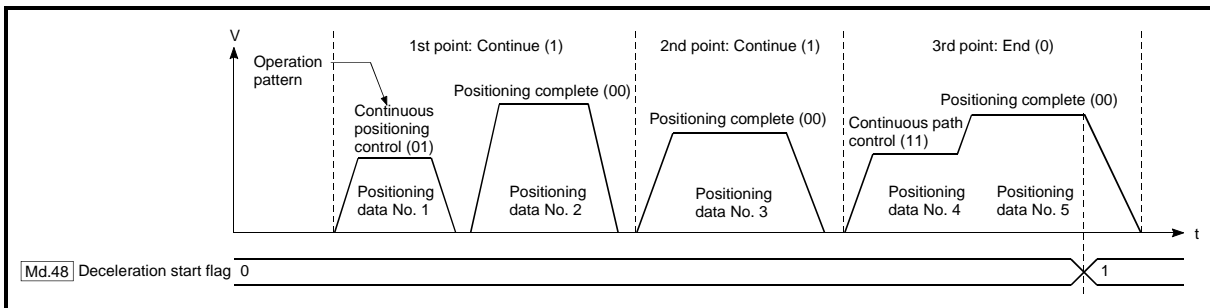 V
1st point: Continue (1)
2nd point: Continue (1)
3rd point: End (0)
Operation
pattern
Positioning complete (00)
Positioning complete (00)
Continuous
positioning
control (01)
Positioning complete (00)
Continuous path
control (11)
Positioning
data No. 1
Positioning
data No. 2
Positioning
data No. 3
Positioning
data No. 4
Positioning
data No. 5
t
Md.48 Deceleration start flag 0
1